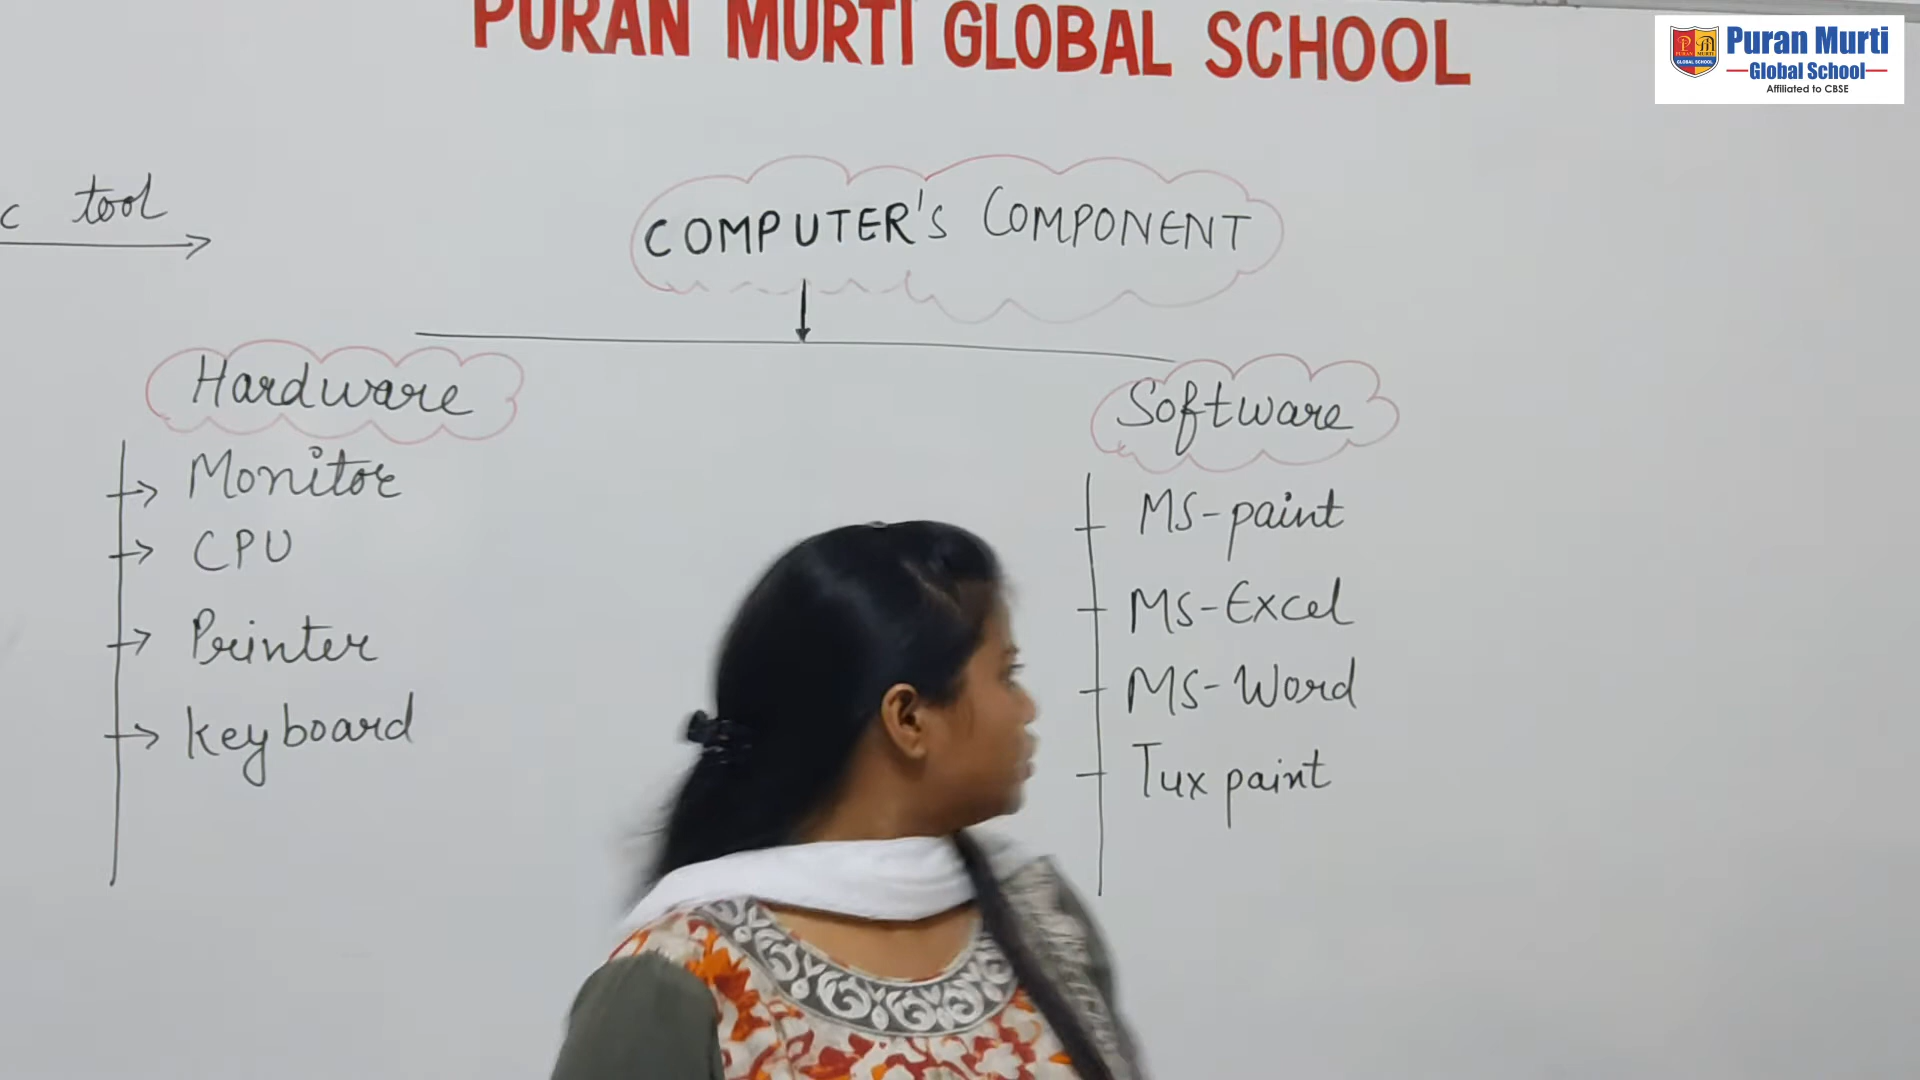 PURAN MURTI GLOBAL SCHOOL
Puran Murti
Global School
Affiliated to CBSE
c tool
COMPUTER'S COMPONENT
Hardware
Monitor
CPU
Printer
Keyboard
Software
MS-paint
MS-Excel
MS-Word
Tux paint